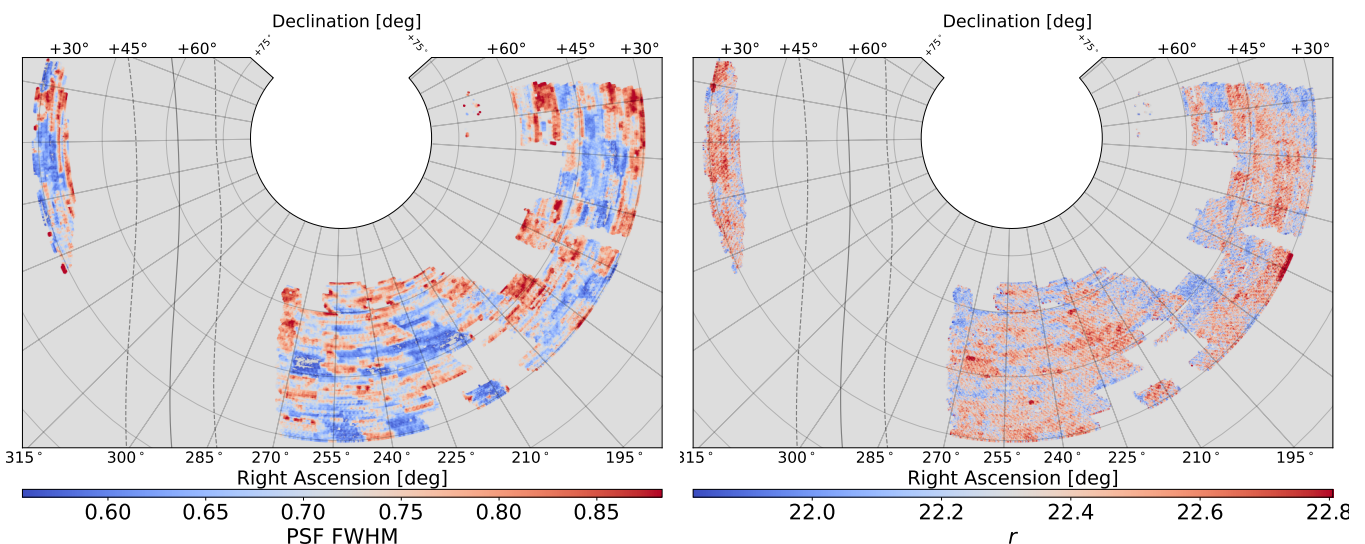 Declination [deg]
+30° +45° +60° +75° +75° +60° +45° +30°
315° 300° 285° 270° 255° 240° 225° 210° 195°
Right Ascension [deg]
0.60 0.65 0.70 0.75 0.80 0.85
PSF FWHM
Declination [deg]
+30° +45° +60° +75° +75° +60° +45° +30°
315° 300° 285° 270° 255° 240° 225° 210° 195°
Right Ascension [deg]
22.0 22.2 22.4 22.6 22.8
r